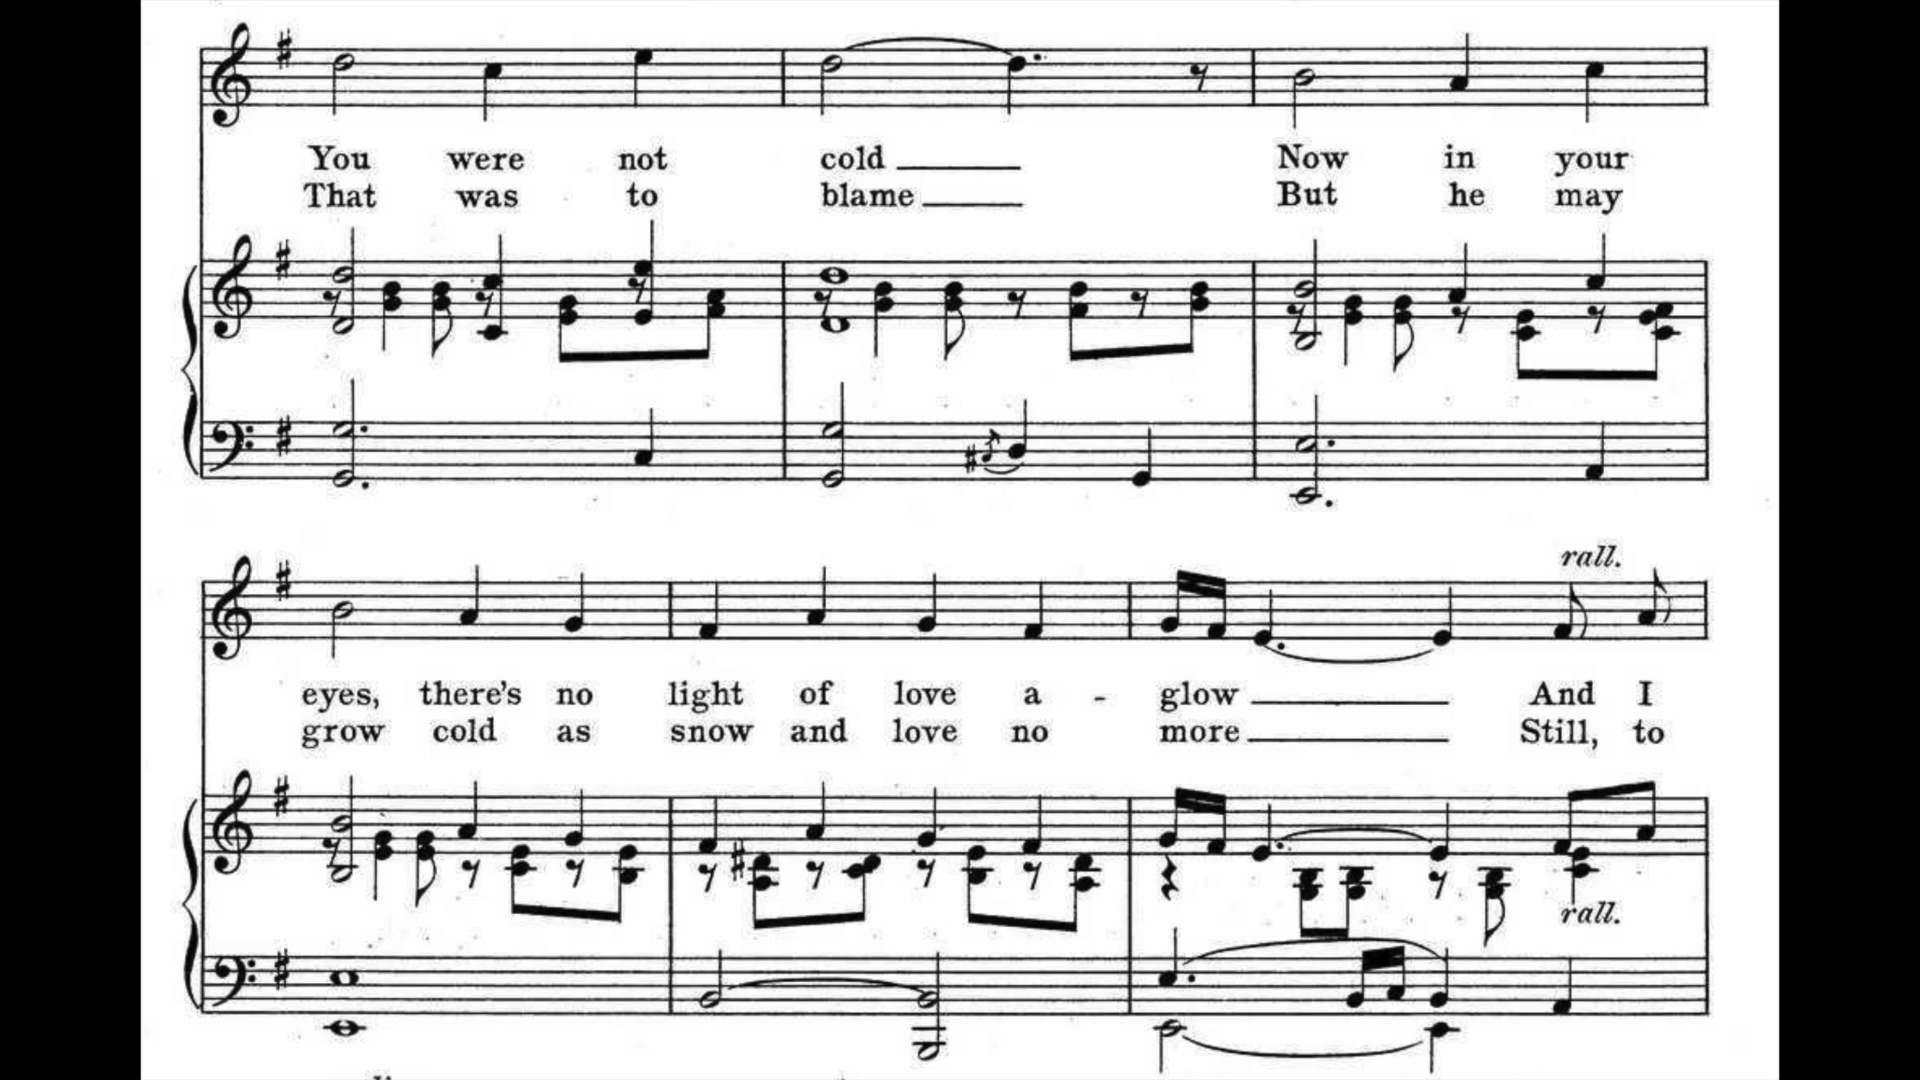 You were not cold
That was to blame
Now in your
But he may
rall.
eyes, there's no light of love a - glow And I
grow cold as snow and love no more Still, to
rall.